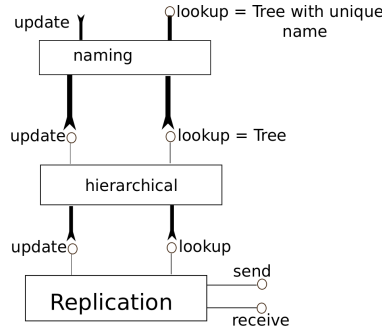 update
lookup = Tree with unique
name
naming
update
lookup = Tree
hierarchical
update
lookup
send
Replication
receive